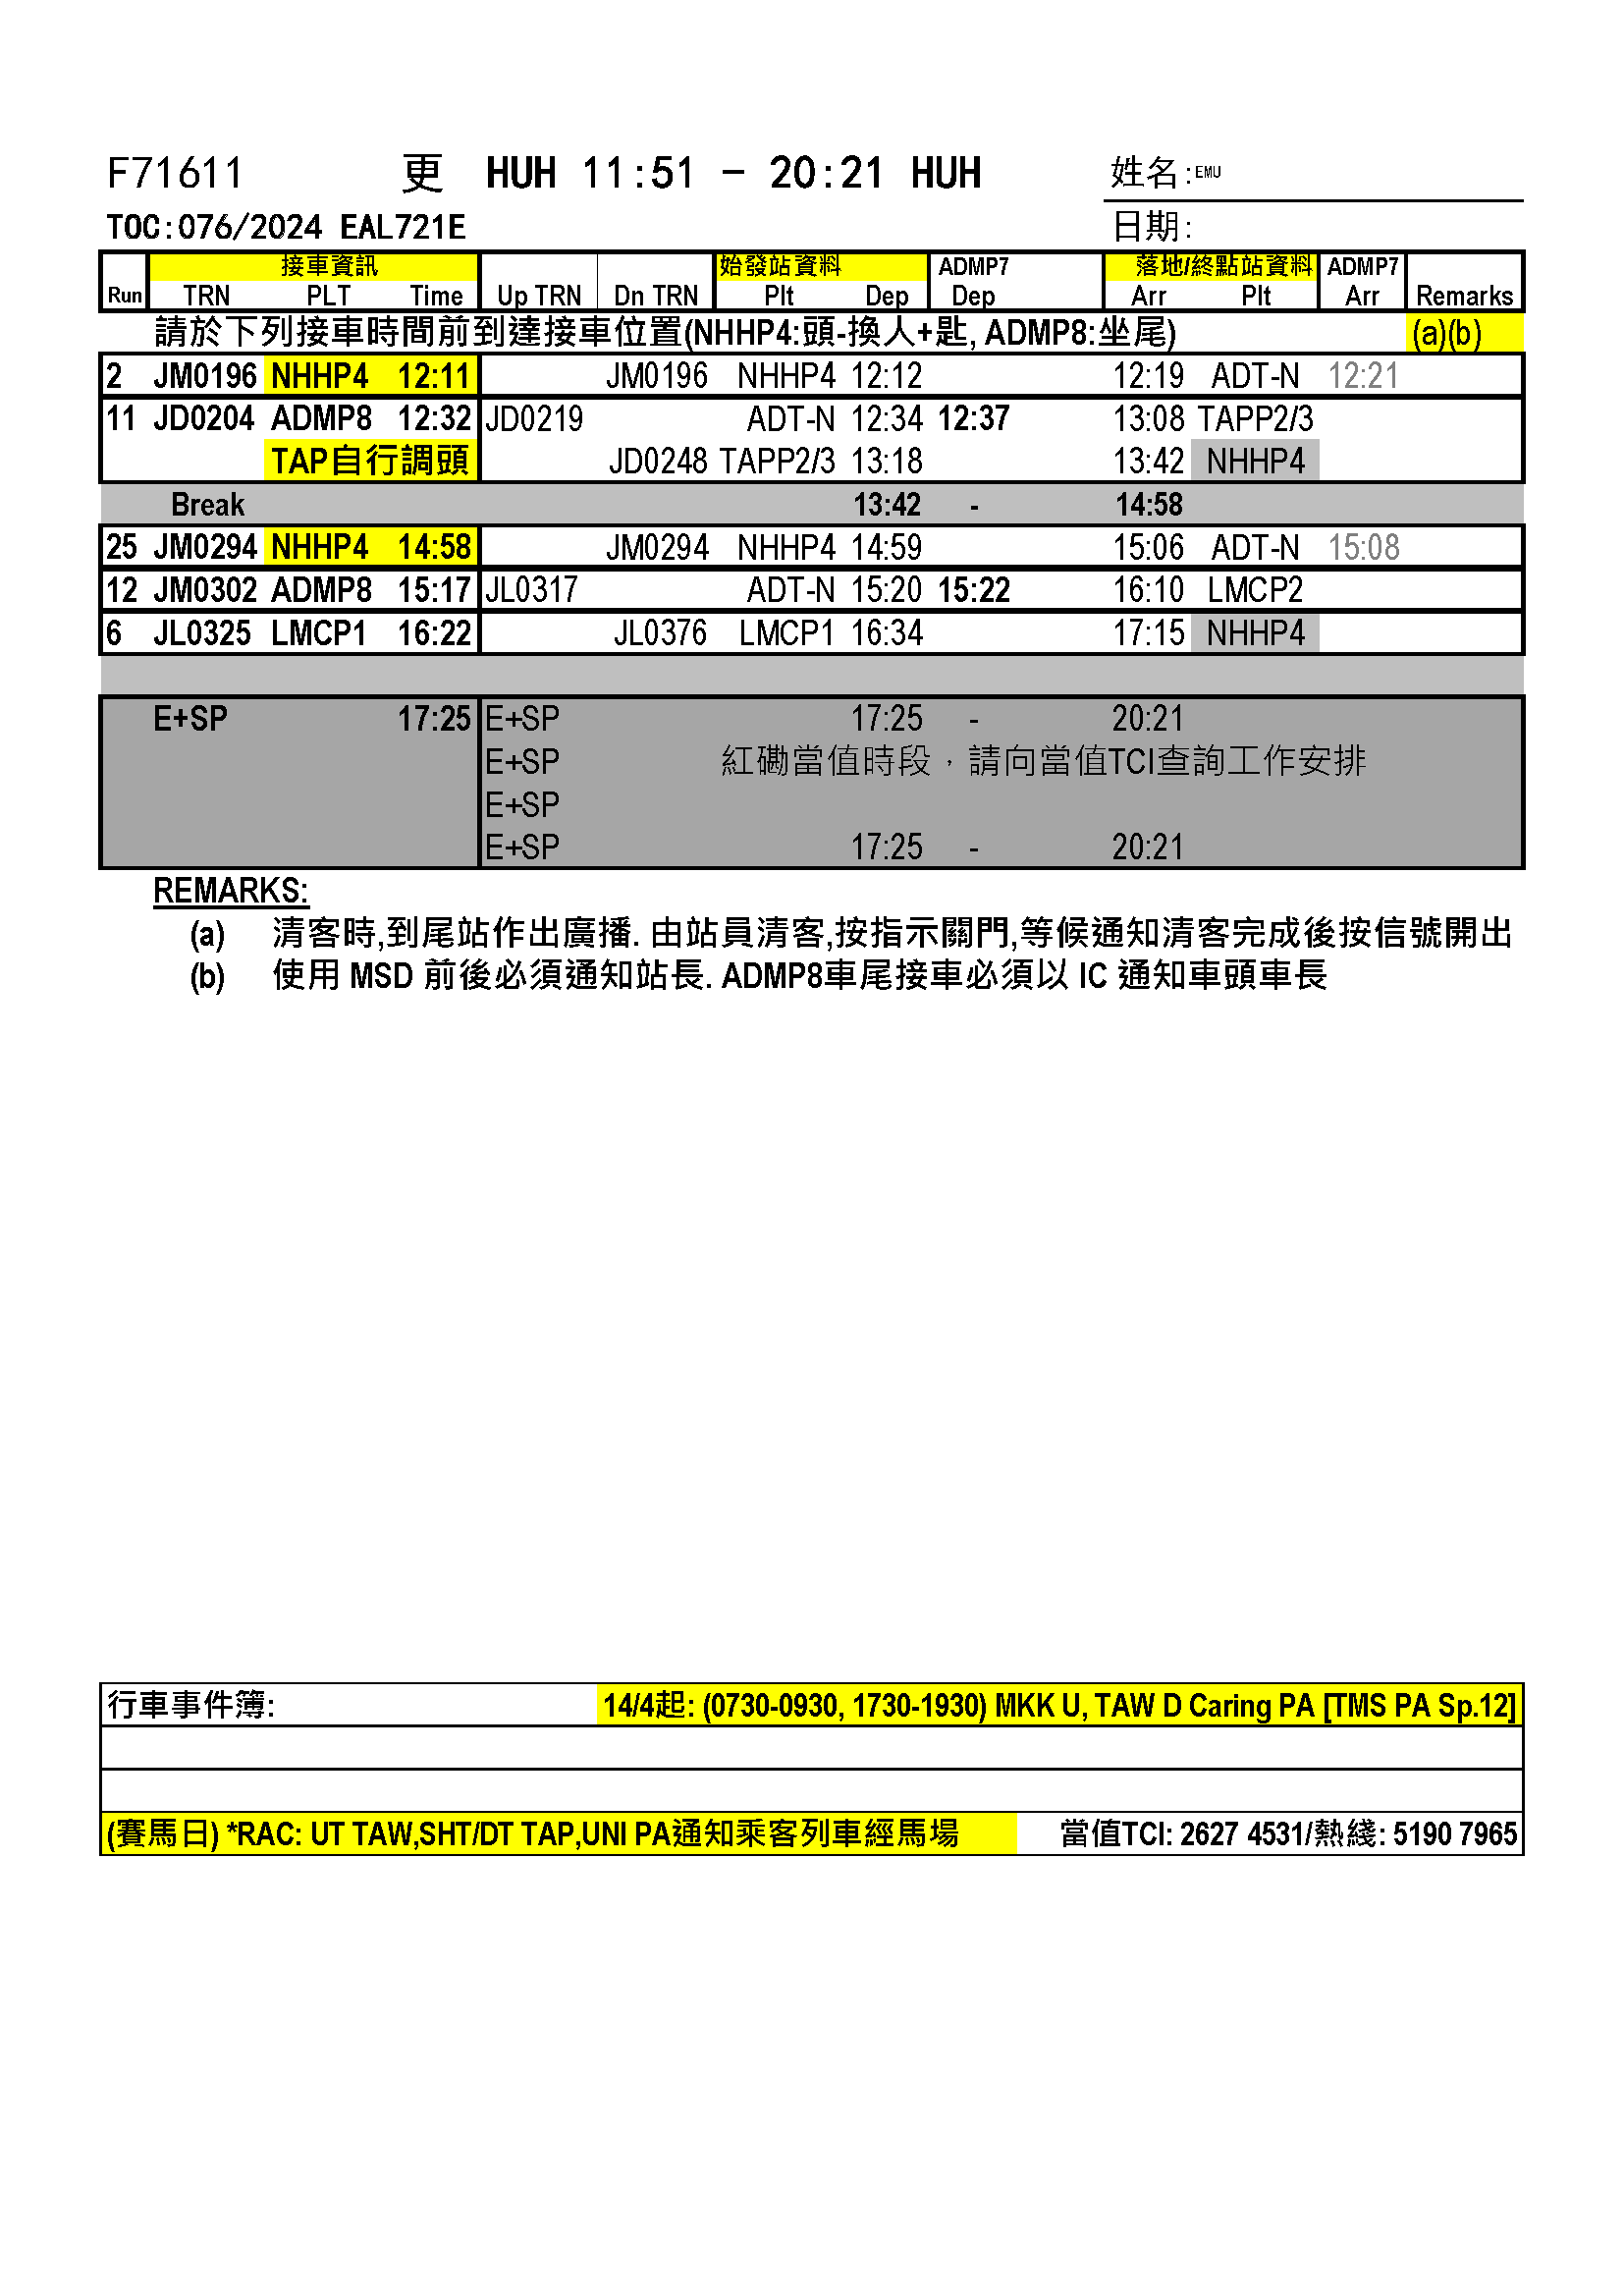 F71611 更 HUH 11:51 - 20:21 HUH 姓名:EMU
TOC:076/2024 EAL721E 日期:
接車資訊 始發站資料 ADMP7 落地/終點站資料 ADMP7
Run TRN PLT Time Up TRN Dn TRN Plt Dep Dep Arr Plt Arr Remarks
請於下列接車時間前到達接車位置(NHHP4:頭-換人+匙, ADMP8:坐尾) (a)(b)
2 JM0196 NHHP4 12:11 JM0196 NHHP4 12:12 12:19 ADT-N 12:21
11 JD0204 ADMP8 12:32 JD0219 ADT-N 12:34 12:37 13:08 TAPP2/3
TAP自行調頭 JD0248 TAPP2/3 13:18 13:42 NHHP4
Break 13:42 - 14:58
25 JM0294 NHHP4 14:58 JM0294 NHHP4 14:59 15:06 ADT-N 15:08
12 JM0302 ADMP8 15:17 JL0317 ADT-N 15:20 15:22 16:10 LMCP2
6 JL0325 LMCP1 16:22 JL0376 LMCP1 16:34 17:15 NHHP4
E+SP 17:25 E+SP 17:25 - 20:21
E+SP 紅磡當值時段，請向當值TCI查詢工作安排
E+SP
E+SP 17:25 - 20:21
REMARKS:
(a) 清客時,到尾站作出廣播. 由站員清客,按指示關門,等候通知清客完成後按信號開出
(b) 使用 MSD 前後必須通知站長. ADMP8車尾接車必須以 IC 通知車頭車長
行車事件簿: 14/4起: (0730-0930, 1730-1930) MKK U, TAW D Caring PA [TMS PA Sp.12]
(賽馬日) *RAC: UT TAW,SHT/DT TAP,UNI PA通知乘客列車經馬場 當值TCI: 2627 4531/熱綫: 5190 7965